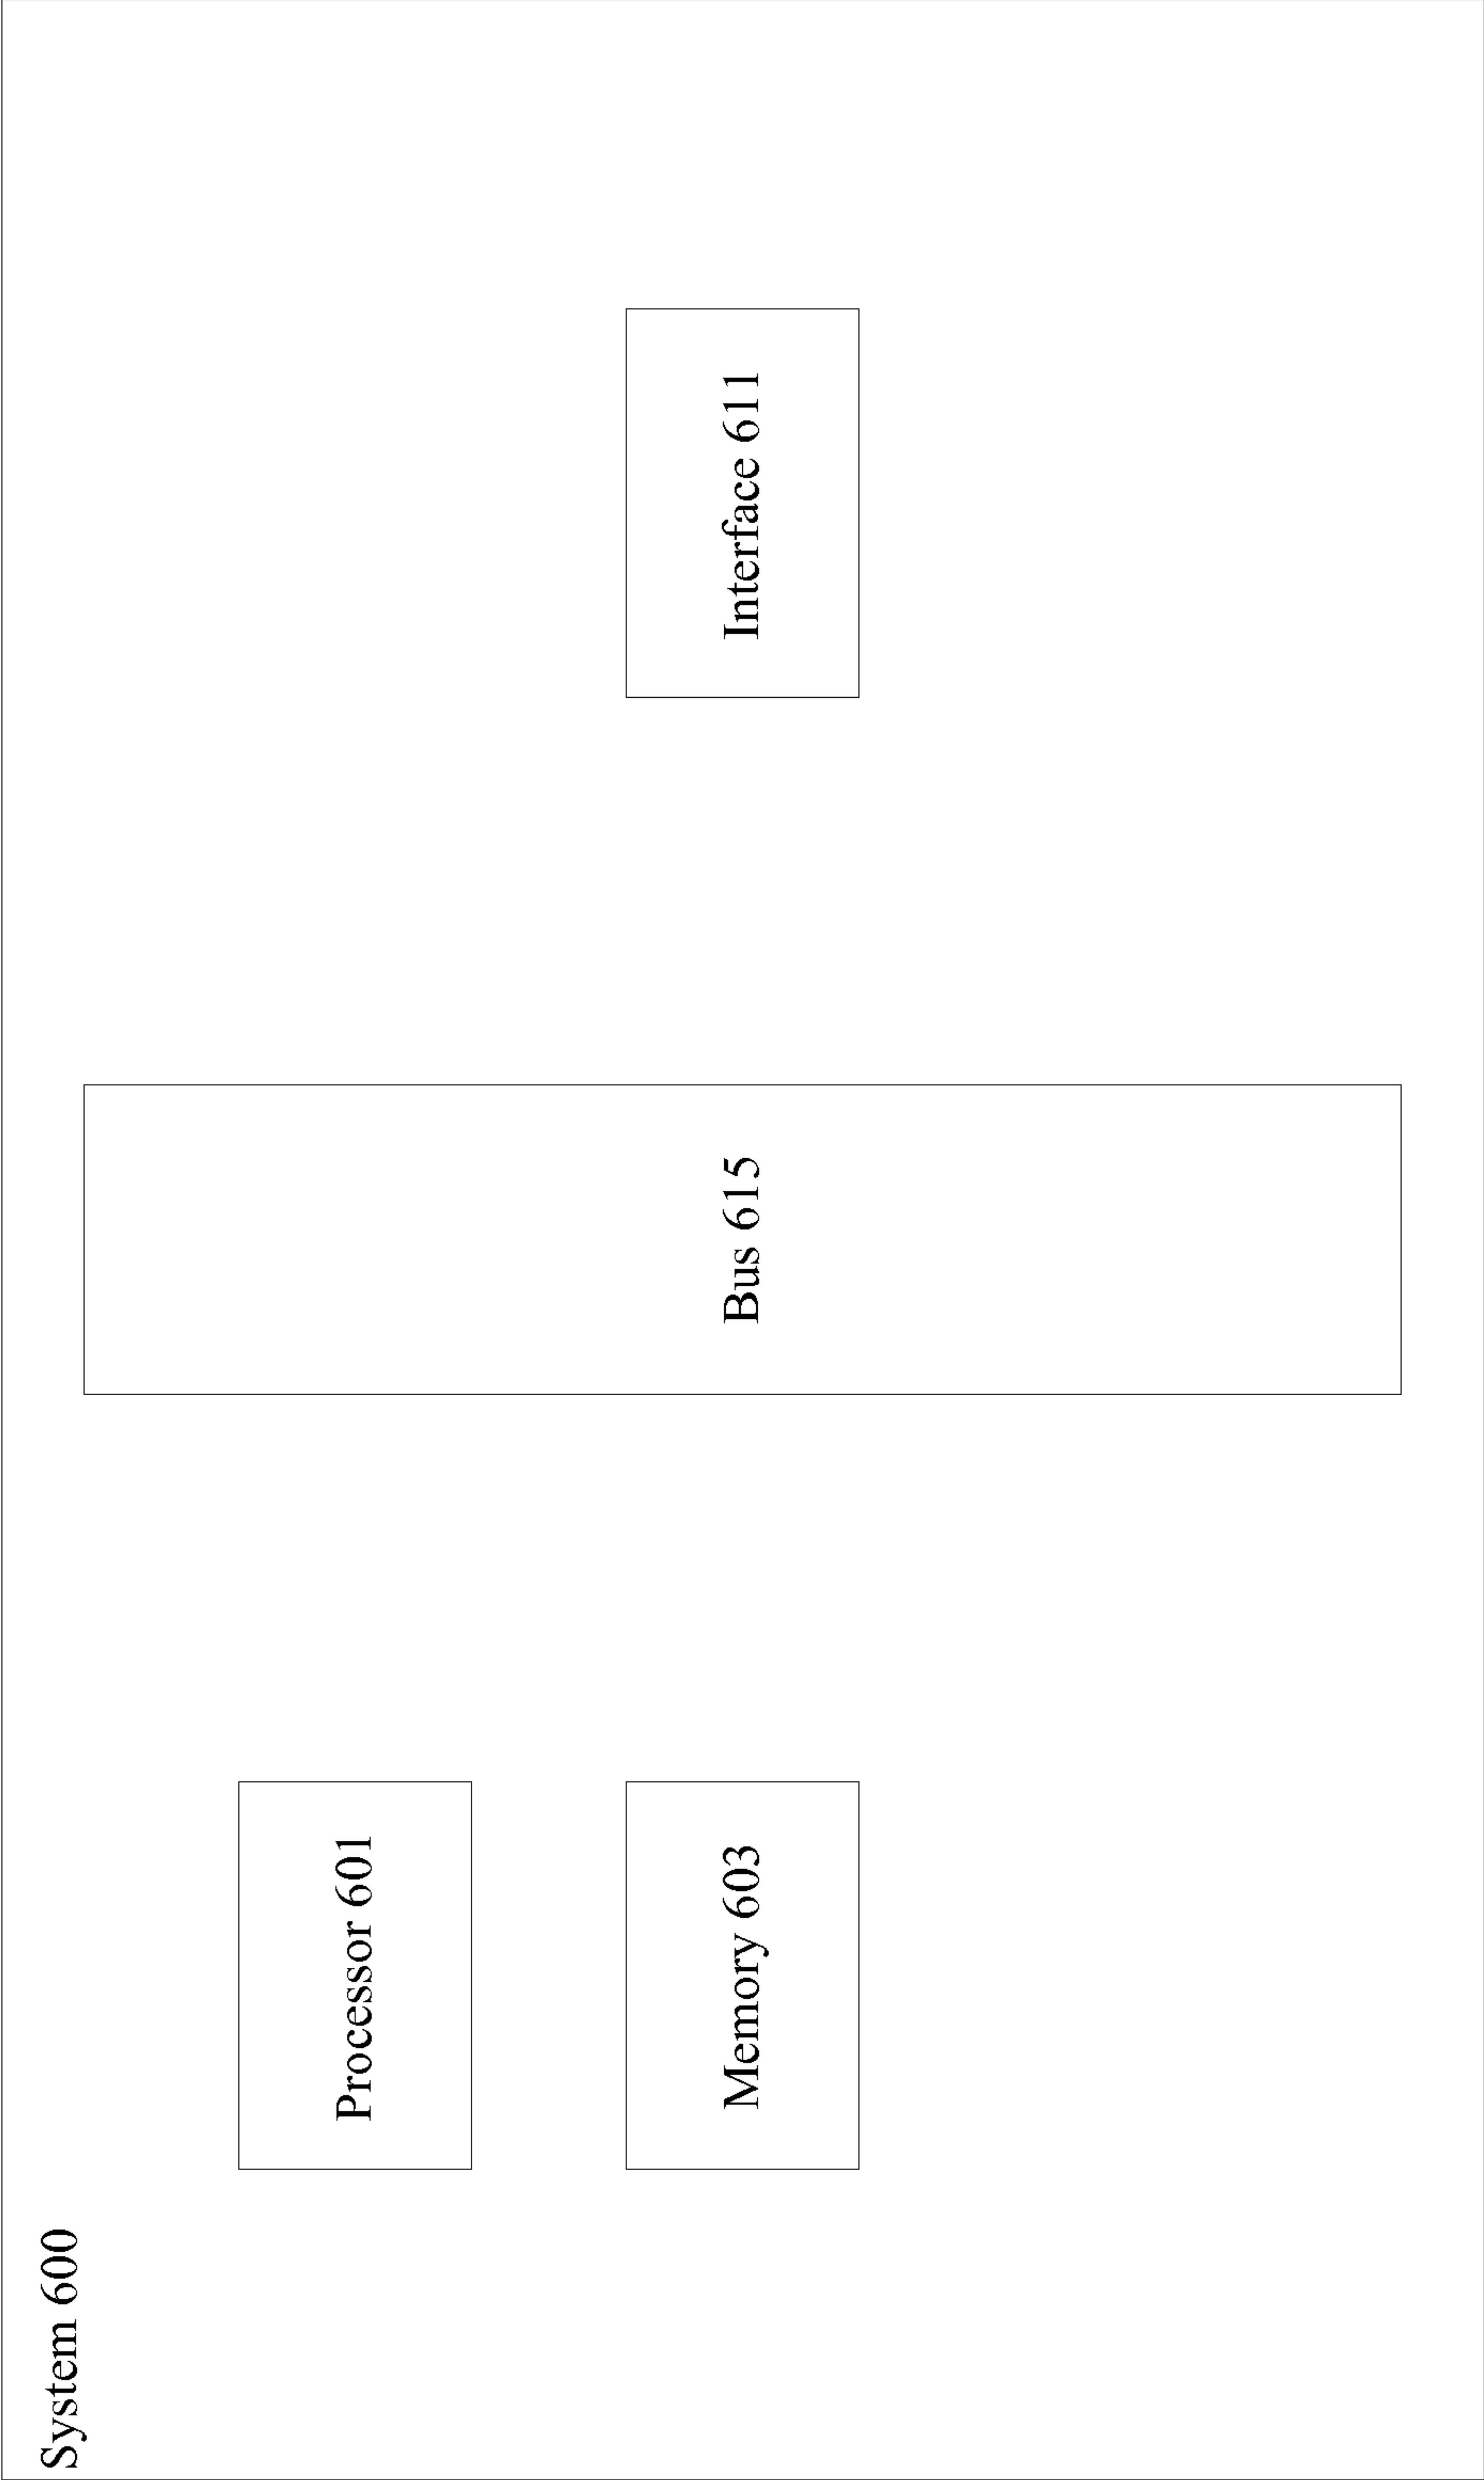 System 600
Processor 601
Memory 603
Bus 615
Interface 611